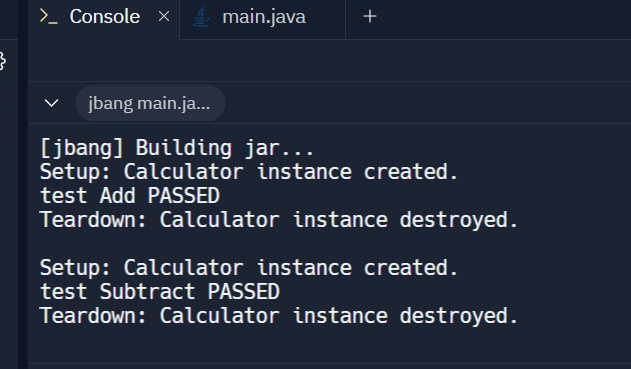 Console
main.java
jbang main.ja...
[jbang] Building jar...
Setup: Calculator instance created.
test Add PASSED
Teardown: Calculator instance destroyed.
Setup: Calculator instance created.
test Subtract PASSED
Teardown: Calculator instance destroyed.